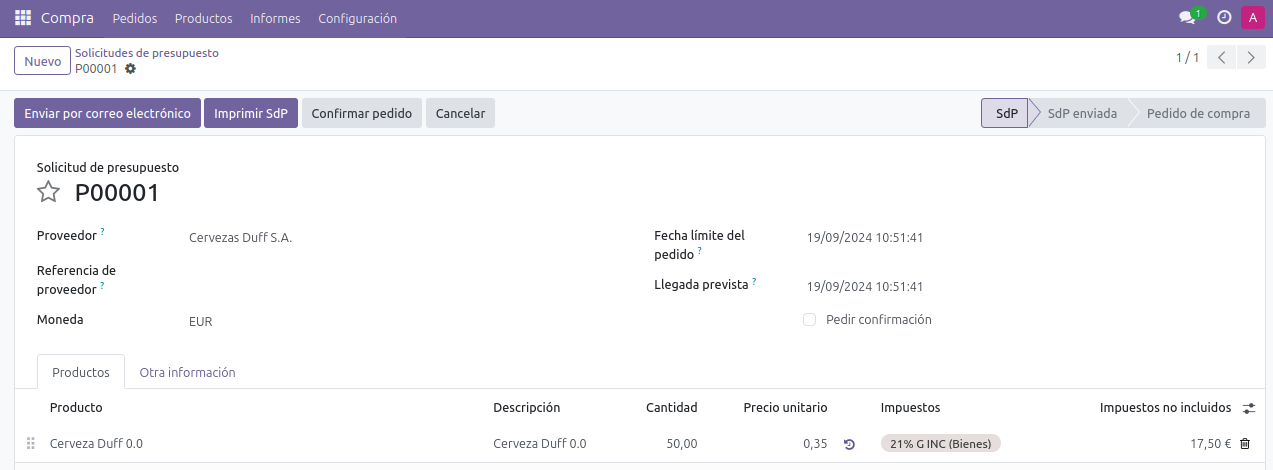 Compra Pedidos Productos Informes Configuración 1 A
Nuevo Solicitudes de presupuesto
P00001
1 / 1
Enviar por correo electrónico Imprimir SdP Confirmar pedido Cancelar SdP SdP enviada Pedido de compra
Solicitud de presupuesto
P00001
Proveedor ? Cervezas Duff S.A.
Referencia de
proveedor ?
Moneda EUR
Fecha límite del
pedido ? 19/09/2024 10:51:41
Llegada prevista ? 19/09/2024 10:51:41
Pedir confirmación
Productos Otra información
Producto Descripción Cantidad Precio unitario Impuestos Impuestos no incluidos
Cerveza Duff 0.0 Cerveza Duff 0.0 50,00 0,35 21% G INC (Bienes) 17,50 €